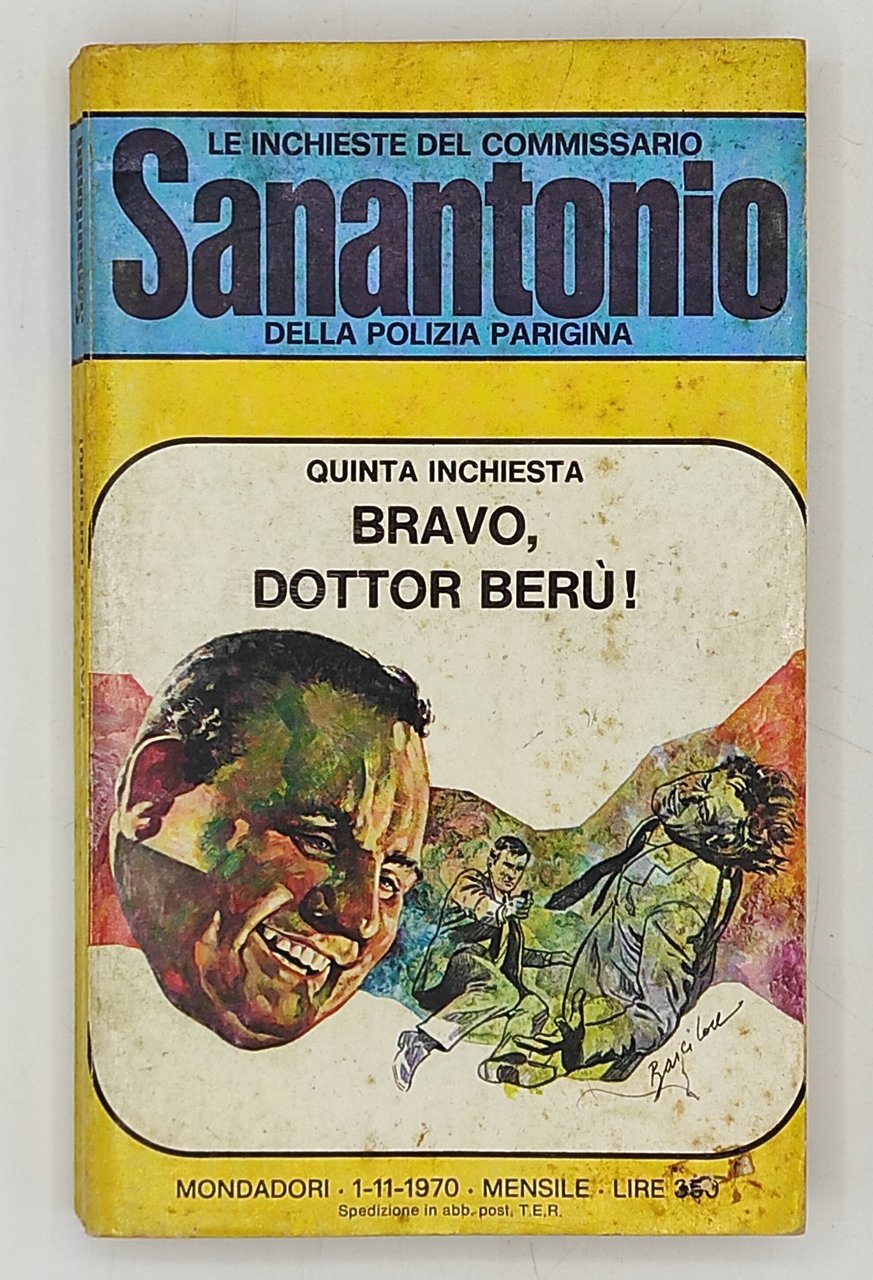 LE INCHIESTE DEL COMMISSARIO
Sanantonio
DELLA POLIZIA PARIGINA
QUINTA INCHIESTA
BRAVO,
DOTTOR BERÙ!
MONDADORI · 1-11-1970 · MENSILE · LIRE 350
Spedizione in abb. post. T.E.R.